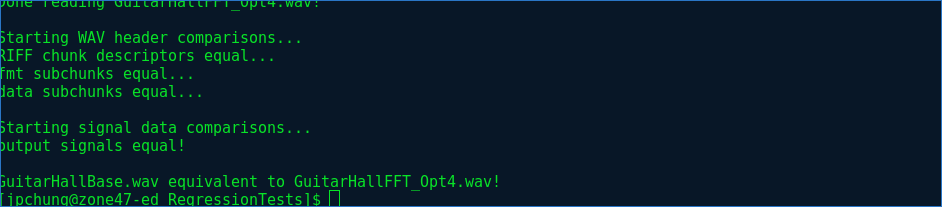 Done reading GuitarHallFFT_Opt4.wav!
Starting WAV header comparisons...
RIFF chunk descriptors equal...
fmt subchunks equal...
data subchunks equal...
Starting signal data comparisons...
output signals equal!
GuitarHallBase.wav equivalent to GuitarHallFFT_Opt4.wav!
[jpchung@zone47-ed RegressionTests]$